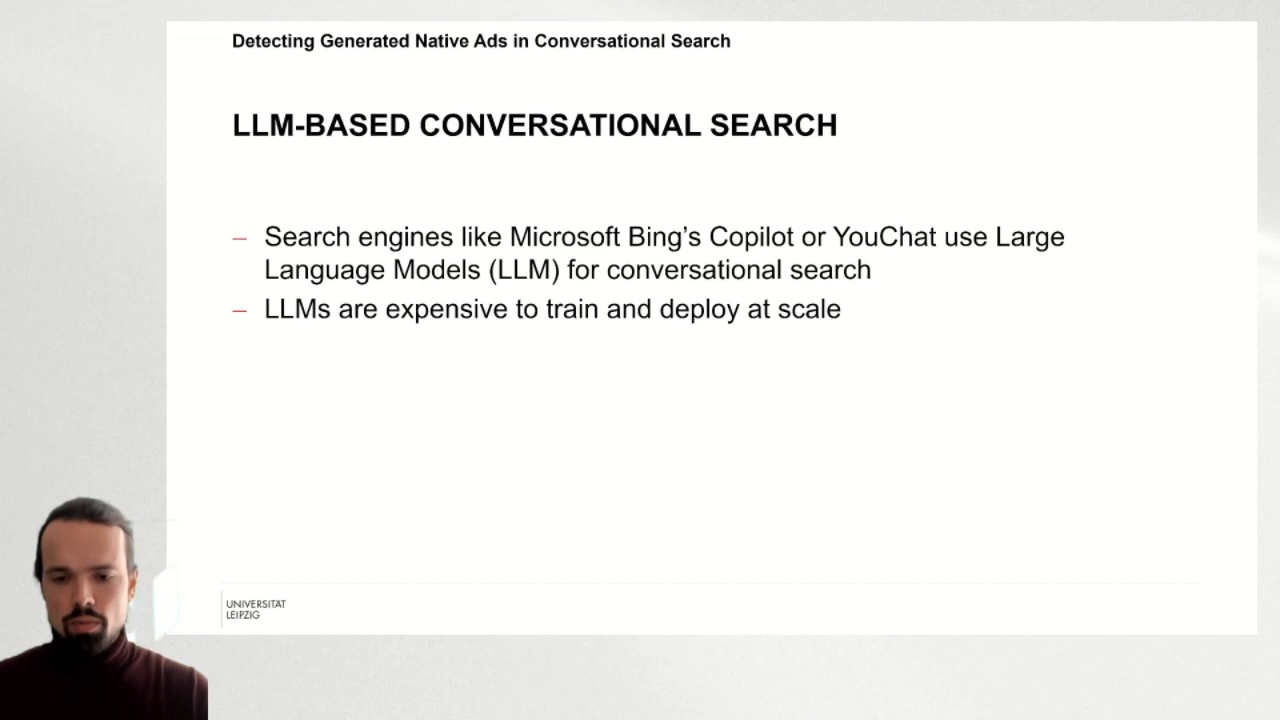 Detecting Generated Native Ads in Conversational Search
LLM-BASED CONVERSATIONAL SEARCH
– Search engines like Microsoft Bing’s Copilot or YouChat use Large
Language Models (LLM) for conversational search
– LLMs are expensive to train and deploy at scale
UNIVERSITÄT
LEIPZIG